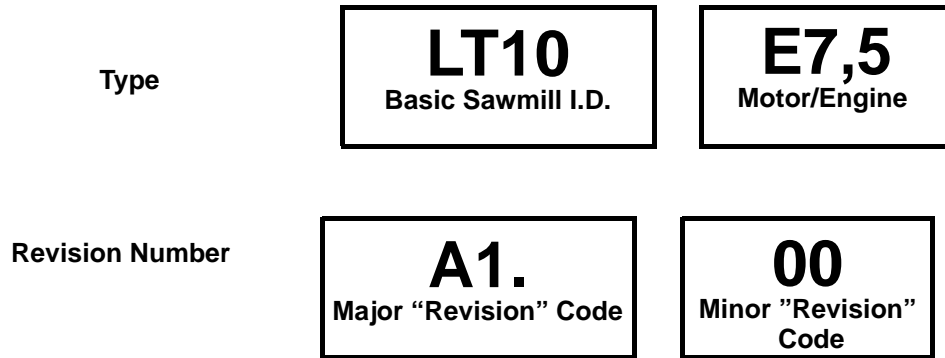 Type
LT10
Basic Sawmill I.D.
E7,5
Motor/Engine
Revision Number
A1.
Major “Revision” Code
00
Minor ”Revision”
Code